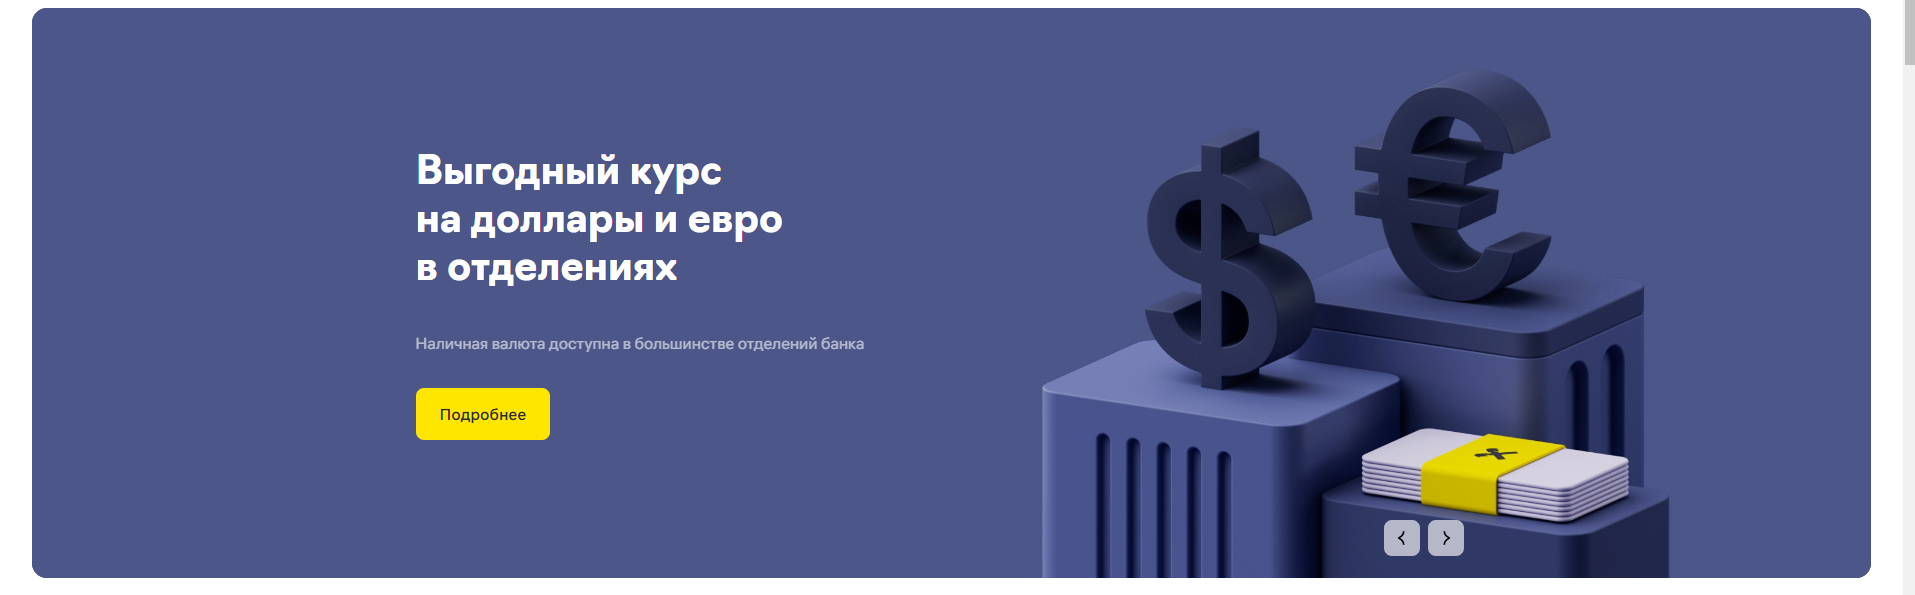 Выгодный курс
на доллары и евро
в отделениях
Наличная валюта доступна в большинстве отделений банка
Подробнее